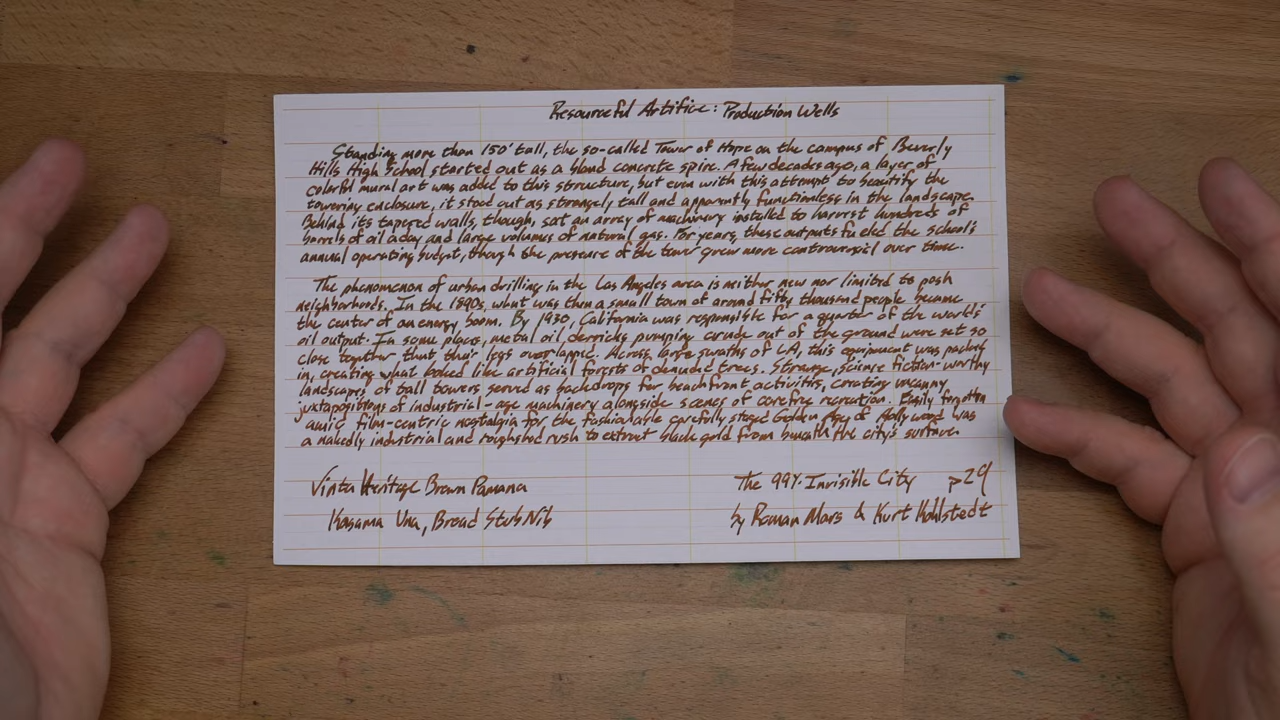 Resourceful Artifice: Production Wells
Standing more than 150' tall, the so-called Tower of Hope on the campus of Beverly
Hills High School started out as a bland concrete spire. A few decades ago, a layer of
colorful mural art was added to this structure, but even with this attempt to beautify the
towering enclosure, it stood out as strangely tall and apparently functionless in the landscape.
Behind its tapered walls, though, sat an array of machinery installed to harvest hundreds of
barrels of oil a day and large volumes of natural gas. For years, these outputs fueled the school's
annual operating budget, though the presence of the tower grew more controversial over time.
The phenomenon of urban drilling in the Los Angeles area is neither new nor limited to posh
neighborhoods. In the 1890s, what was then a small town of around fifty thousand people became
the center of an energy boom. By 1930, California was responsible for a quarter of the worlds'
oil output. In some places, metal oil derricks pumping crude out of the ground were set so
close together that their legs overlapped. Across large swaths of LA, this equipment was packed
in, creating what looked like artificial forests of denuded trees. Strange, science fiction-worthy
landscapes of tall towers served as backdrops for beachfront activities, creating uncanny
juxtapositions of industrial-age machinery alongside scenes of carefree recreation. Easily forgotten
amid film-centric nostalgia for the fashionable carefully staged Golden Age of Hollywood was
a nakedly industrial and roughshod rush to extract black gold from beneath the city's surface.
Vinta Heritage Brown Pamana
The 99% Invisible City p29
Kasama Una, Broad Stub Nib
by Roman Mars & Kurt Kohlstedt